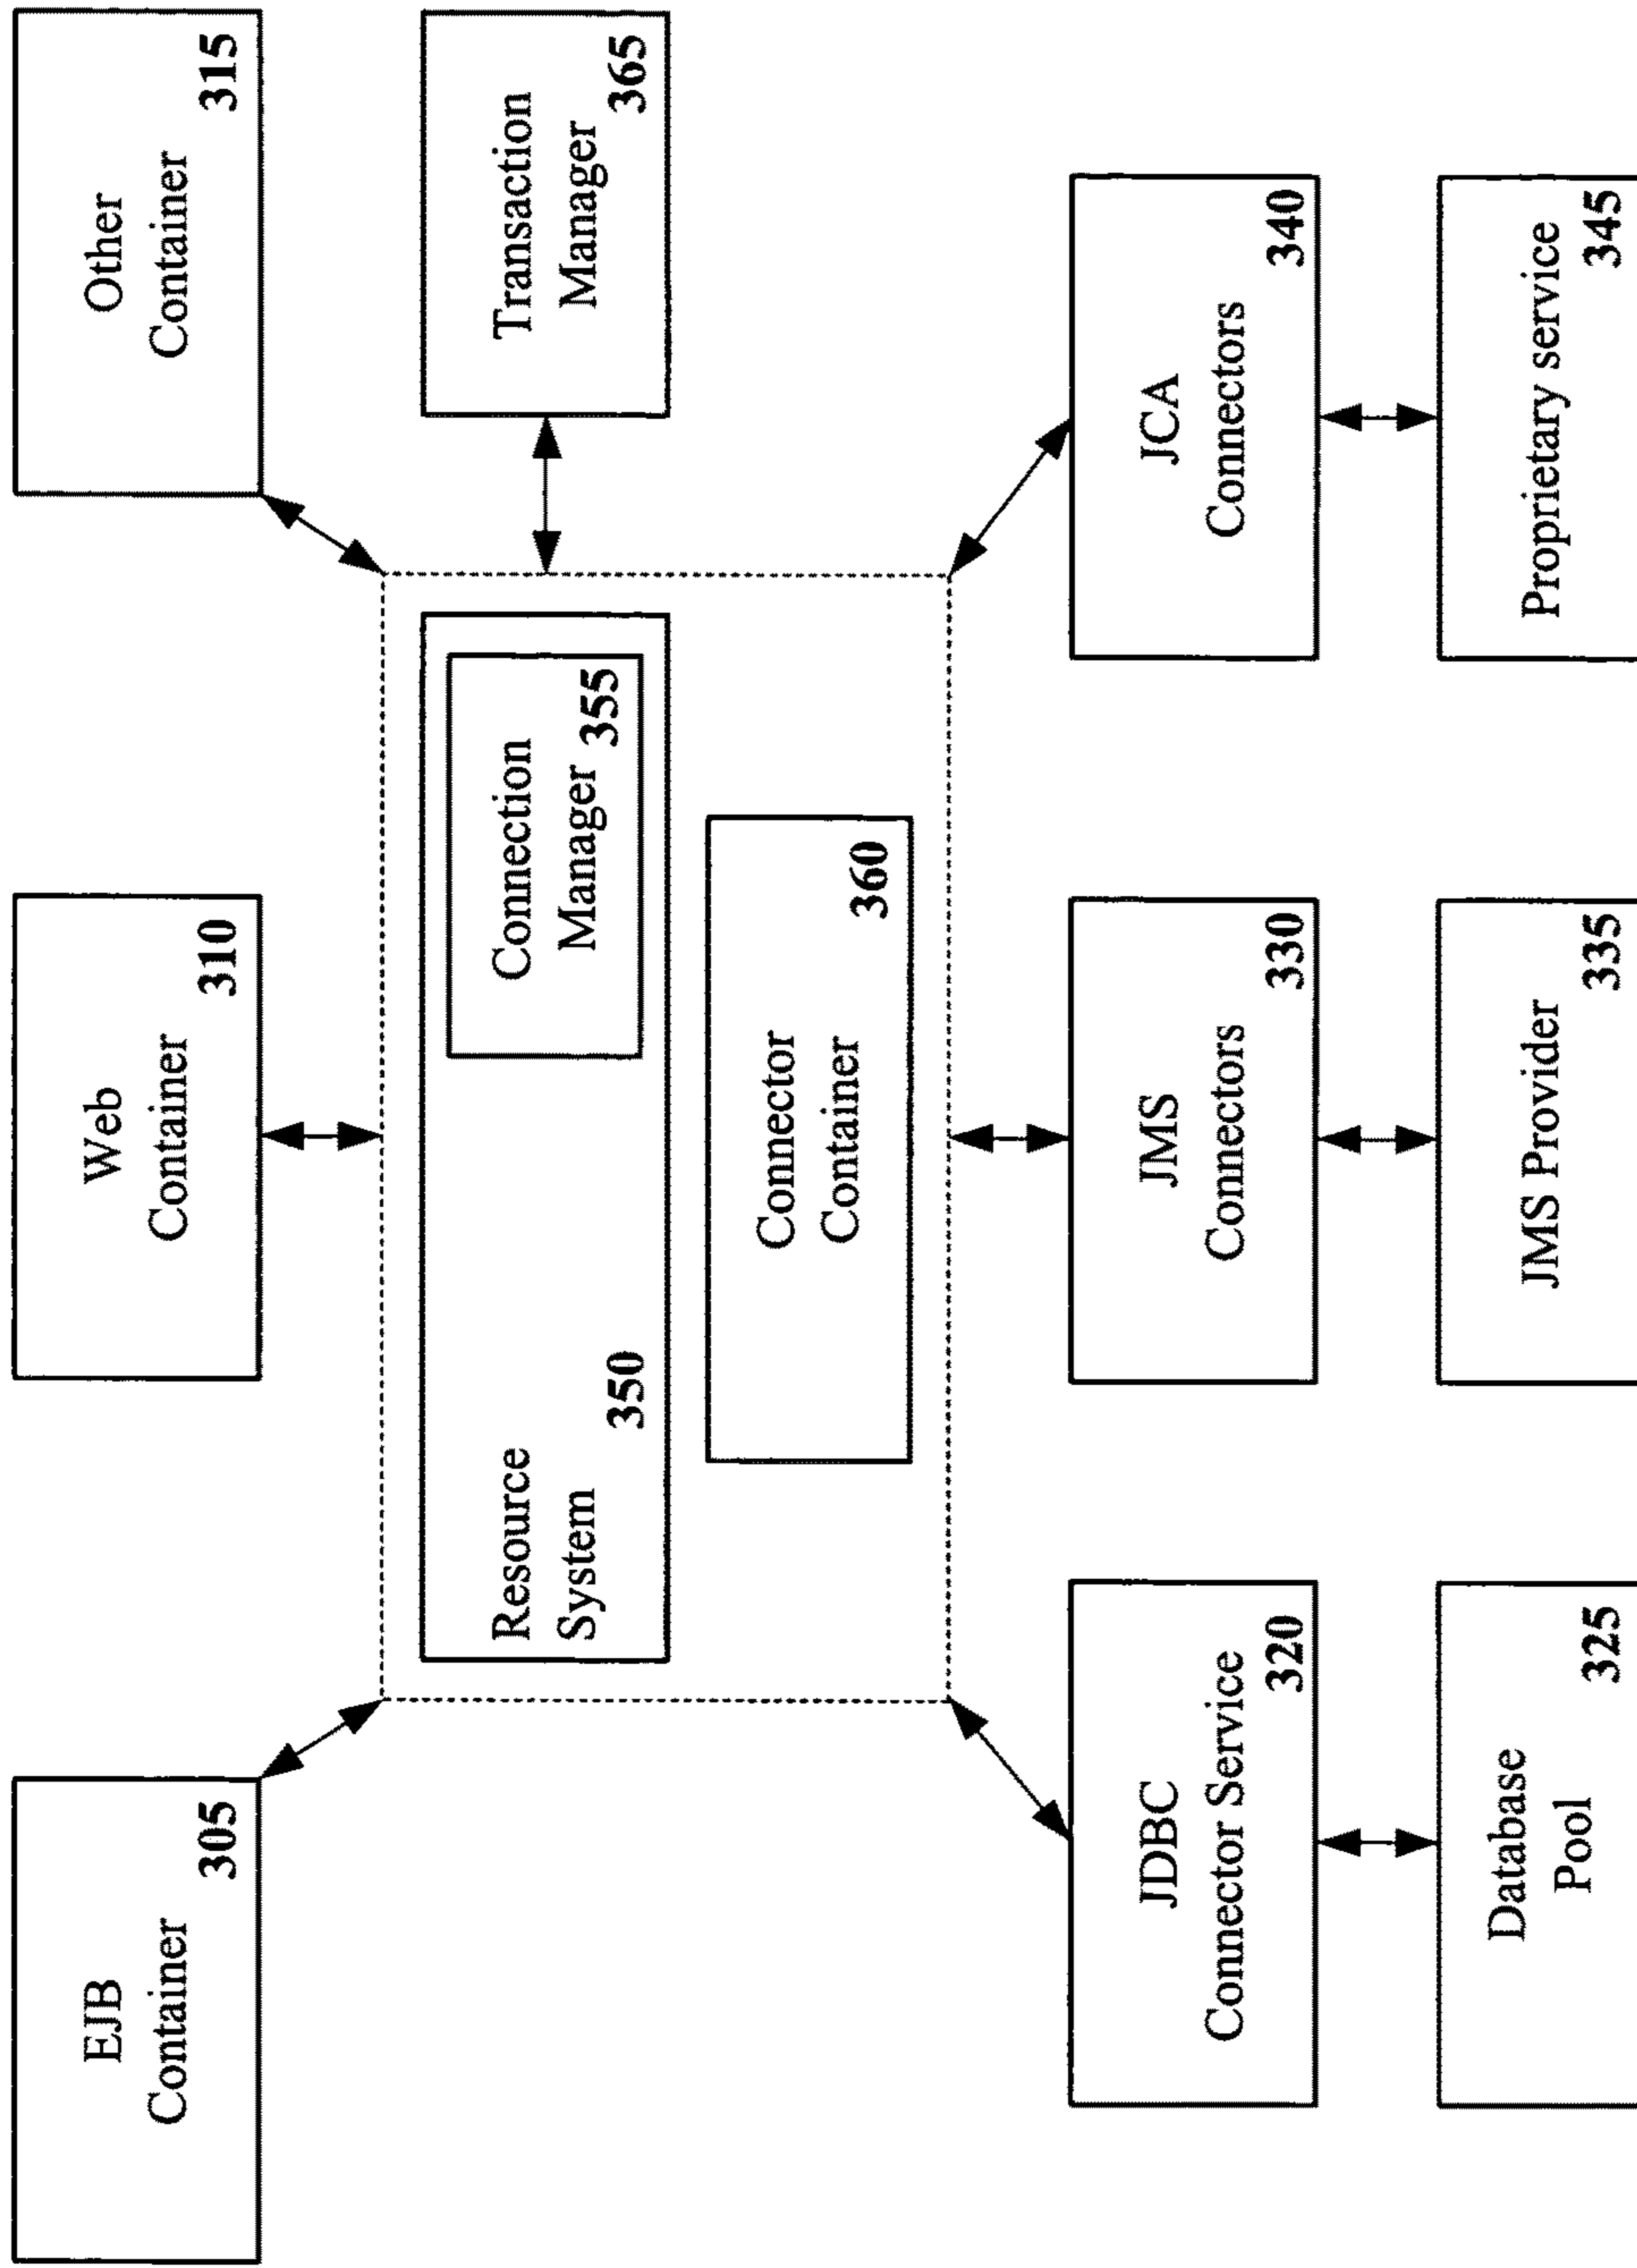 EJB
Container
305
Web
Container
310
Other
Container
315
Resource
System
350
Connection
Manager 355
Transaction
Manager
365
Connector
Container
360
JDBC
Connector Service
320
JMS
Connectors
330
JCA
Connectors
340
Database
Pool
325
JMS Provider
335
Proprietary service
345